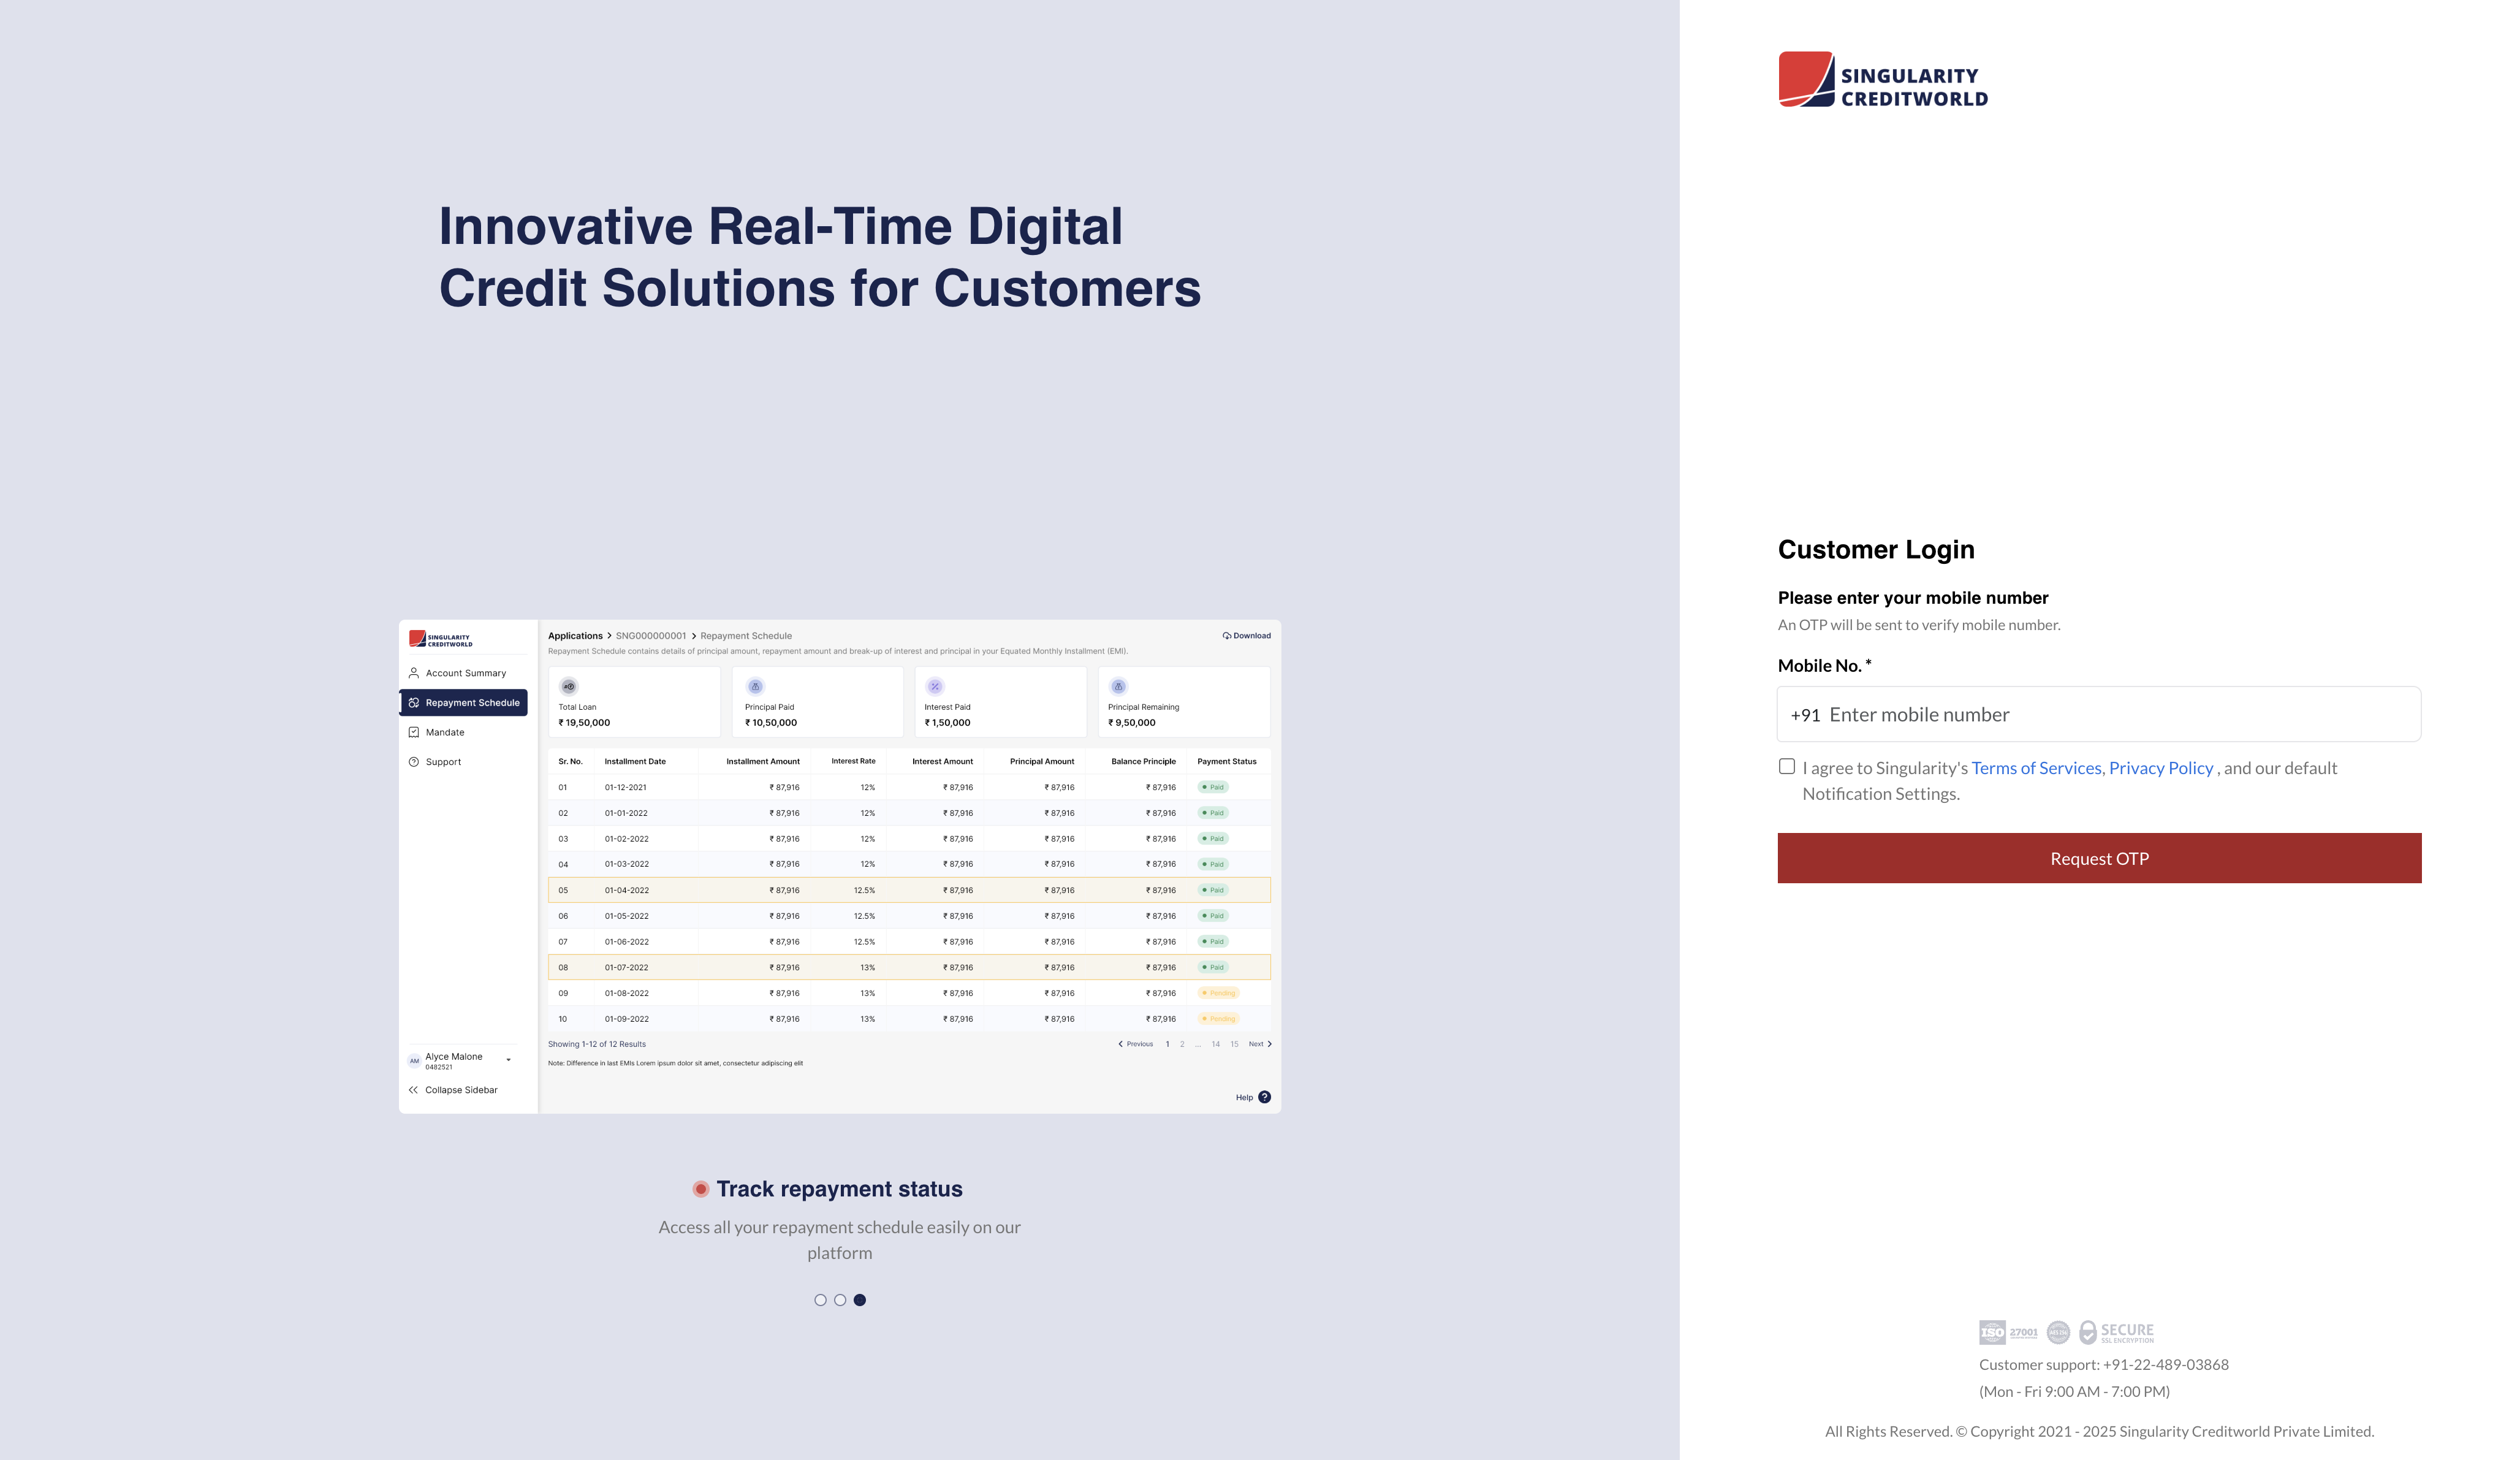 Innovative Real-Time Digital
Credit Solutions for Customers
SINGULARITY
CREDITWORLD
Account Summary
Repayment Schedule
Mandate
Support
Alyce Malone
AM
0482521
Collapse Sidebar
Applications > SNG000000001 > Repayment Schedule
Download
Repayment Schedule contains details of principal amount, repayment amount and break-up of interest and principal in your Equated Monthly Installment (EMI).
Total Loan
₹ 19,50,000
Principal Paid
₹ 10,50,000
Interest Paid
₹ 1,50,000
Principal Remaining
₹ 9,50,000
Sr. No. Installment Date Installment Amount Interest Rate Interest Amount Principal Amount Balance Principle Payment Status
01 01-12-2021 ₹ 87,916 12% ₹ 87,916 ₹ 87,916 ₹ 87,916 Paid
02 01-01-2022 ₹ 87,916 12% ₹ 87,916 ₹ 87,916 ₹ 87,916 Paid
03 01-02-2022 ₹ 87,916 12% ₹ 87,916 ₹ 87,916 ₹ 87,916 Paid
04 01-03-2022 ₹ 87,916 12% ₹ 87,916 ₹ 87,916 ₹ 87,916 Paid
05 01-04-2022 ₹ 87,916 12.5% ₹ 87,916 ₹ 87,916 ₹ 87,916 Paid
06 01-05-2022 ₹ 87,916 12.5% ₹ 87,916 ₹ 87,916 ₹ 87,916 Paid
07 01-06-2022 ₹ 87,916 12.5% ₹ 87,916 ₹ 87,916 ₹ 87,916 Paid
08 01-07-2022 ₹ 87,916 13% ₹ 87,916 ₹ 87,916 ₹ 87,916 Paid
09 01-08-2022 ₹ 87,916 13% ₹ 87,916 ₹ 87,916 ₹ 87,916 Pending
10 01-09-2022 ₹ 87,916 13% ₹ 87,916 ₹ 87,916 ₹ 87,916 Pending
Showing 1-12 of 12 Results
Previous 1 2 ... 14 15 Next
Note: Difference in last EMIs Lorem ipsum dolor sit amet, consectetur adipiscing elit
Help ?
Track repayment status
Access all your repayment schedule easily on our
platform
SINGULARITY
CREDITWORLD
Customer Login
Please enter your mobile number
An OTP will be sent to verify mobile number.
Mobile No. *
+91 Enter mobile number
I agree to Singularity's Terms of Services, Privacy Policy , and our default
Notification Settings.
Request OTP
ISO 27001
SECURE
SSL ENCRYPTION
Customer support: +91-22-489-03868
(Mon - Fri 9:00 AM - 7:00 PM)
All Rights Reserved. © Copyright 2021 - 2025 Singularity Creditworld Private Limited.